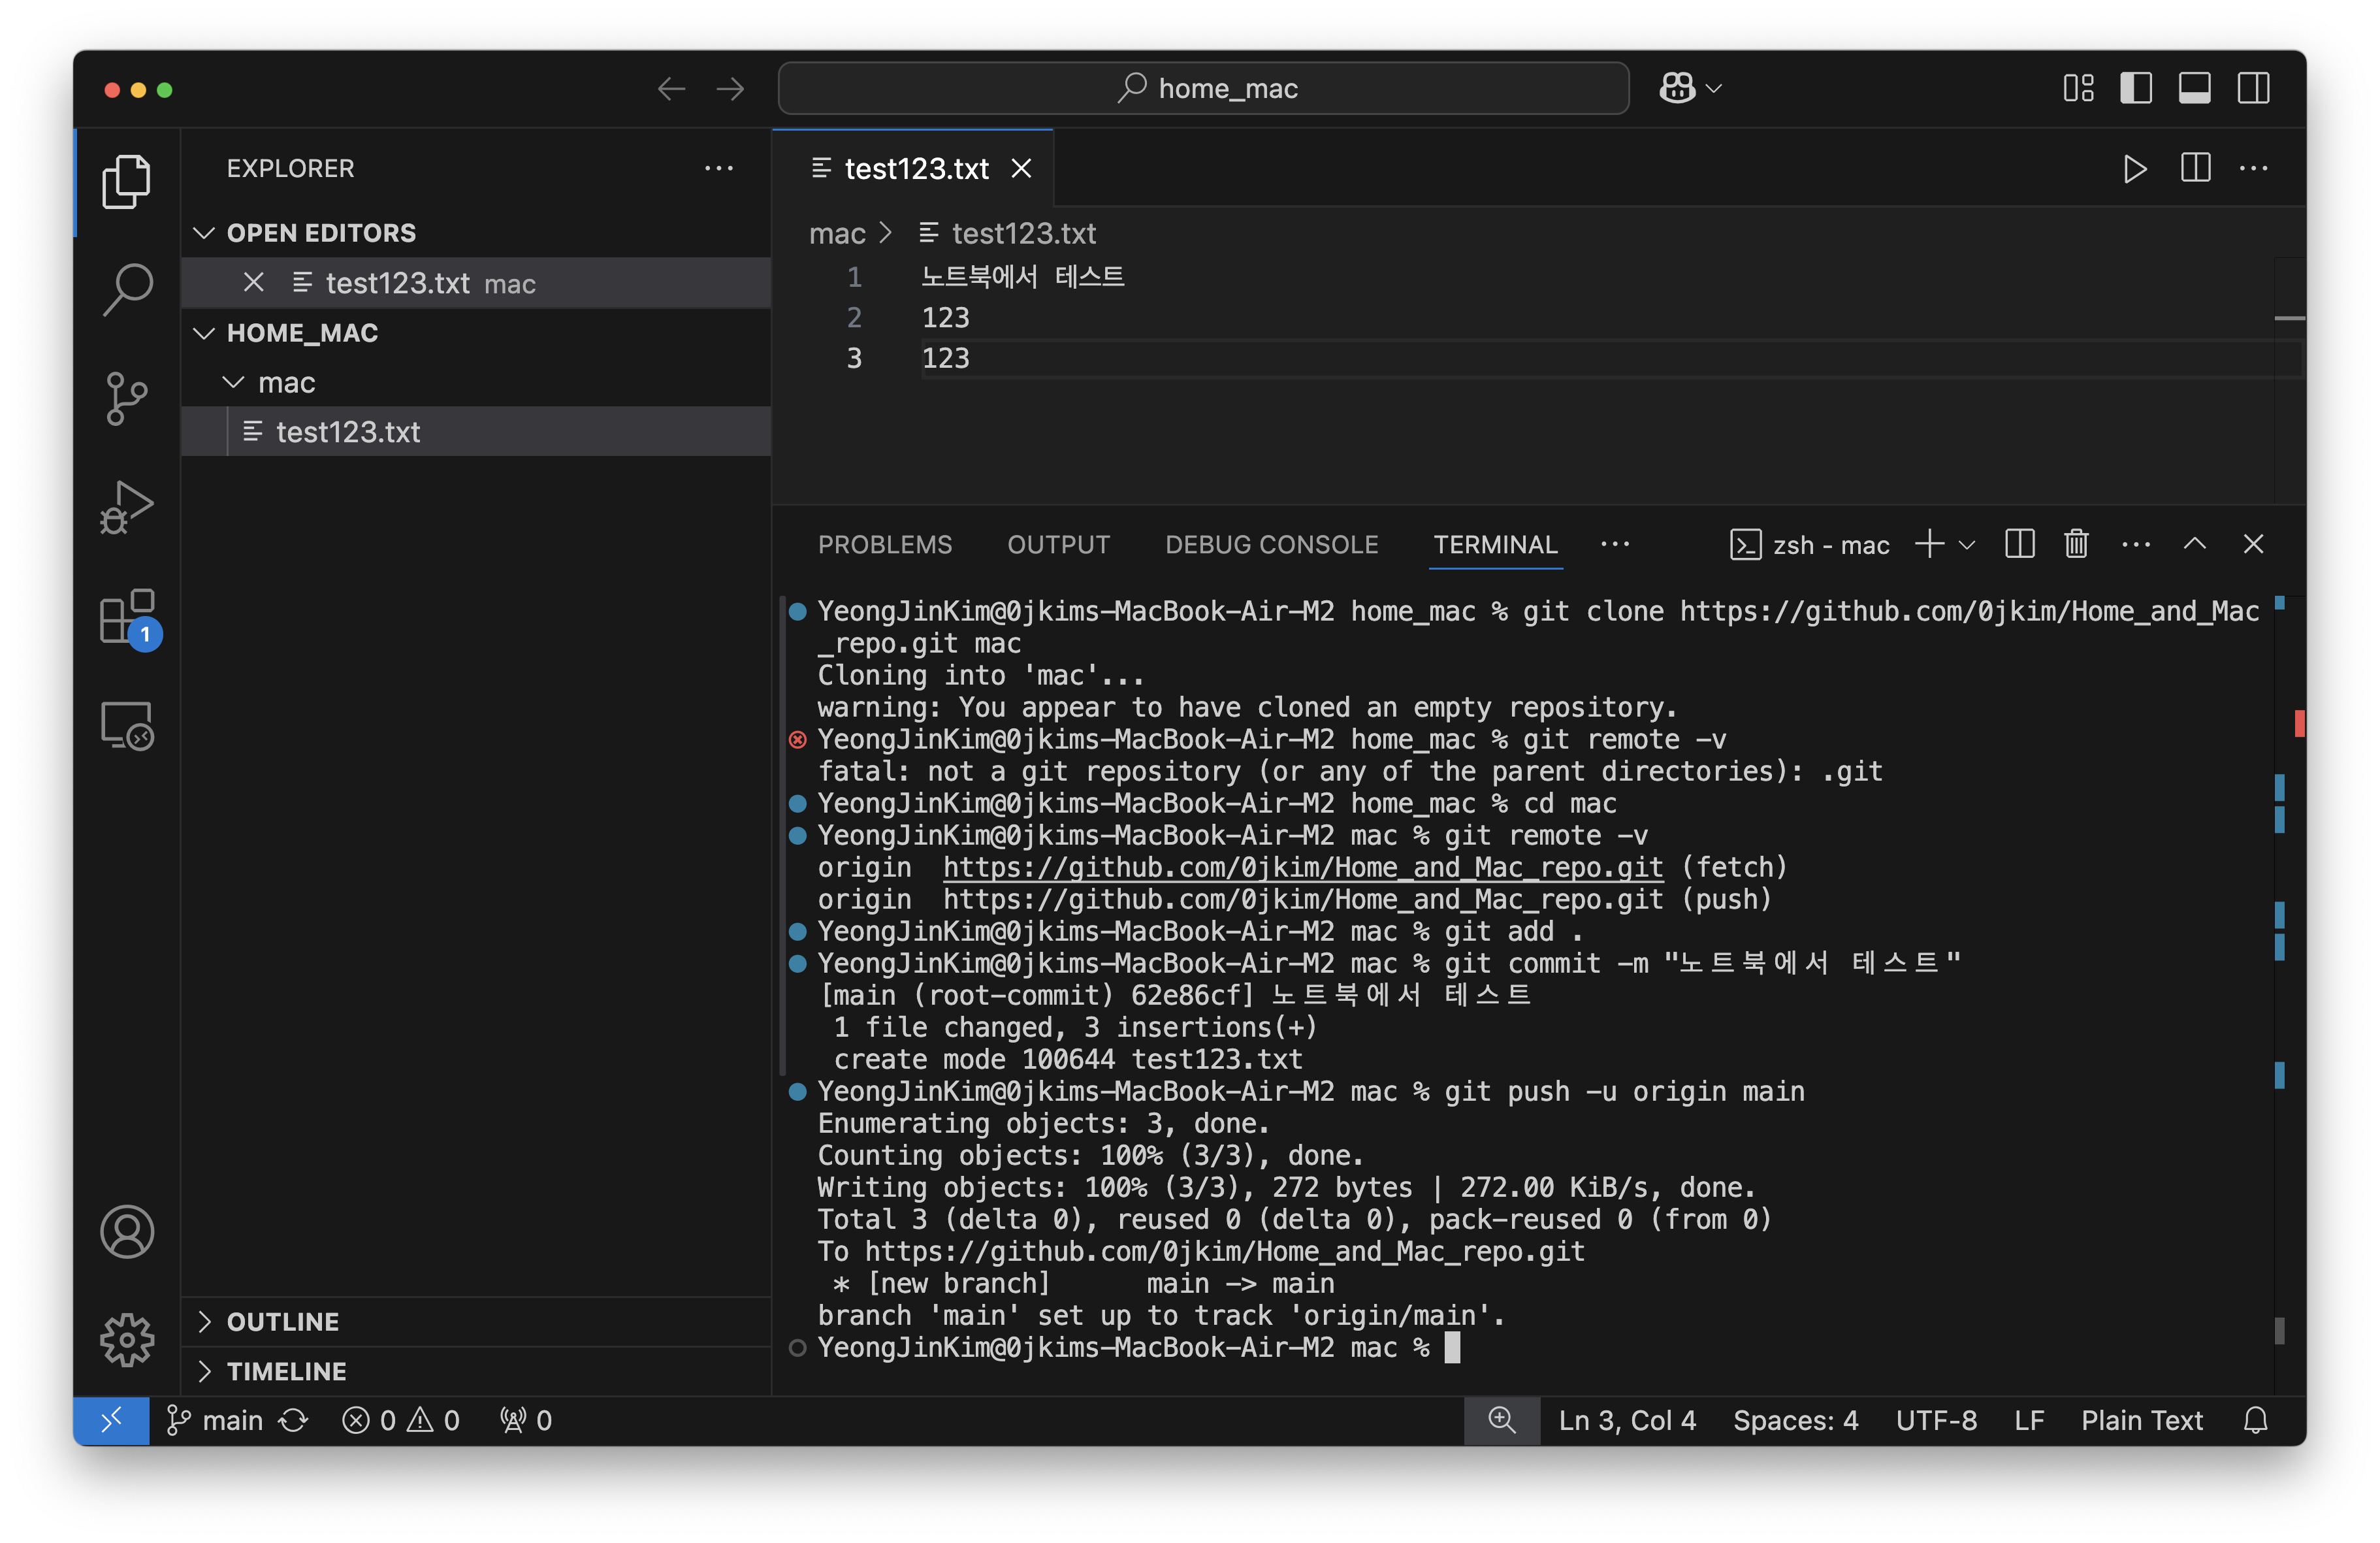 home_mac
EXPLORER
OPEN EDITORS
test123.txt mac
HOME_MAC
mac
test123.txt
1
OUTLINE
TIMELINE
test123.txt
mac > test123.txt
1 노트북에서 테스트
2 123
3 123
PROBLEMS OUTPUT DEBUG CONSOLE TERMINAL zsh - mac
YeongJinKim@0jkims-MacBook-Air-M2 home_mac % git clone https://github.com/0jkim/Home_and_Mac
_repo.git mac
Cloning into 'mac'...
warning: You appear to have cloned an empty repository.
YeongJinKim@0jkims-MacBook-Air-M2 home_mac % git remote -v
fatal: not a git repository (or any of the parent directories): .git
YeongJinKim@0jkims-MacBook-Air-M2 home_mac % cd mac
YeongJinKim@0jkims-MacBook-Air-M2 mac % git remote -v
origin  https://github.com/0jkim/Home_and_Mac_repo.git (fetch)
origin  https://github.com/0jkim/Home_and_Mac_repo.git (push)
YeongJinKim@0jkims-MacBook-Air-M2 mac % git add .
YeongJinKim@0jkims-MacBook-Air-M2 mac % git commit -m "노트북에서 테스트"
[main (root-commit) 62e86cf] 노트북에서 테스트
 1 file changed, 3 insertions(+)
 create mode 100644 test123.txt
YeongJinKim@0jkims-MacBook-Air-M2 mac % git push -u origin main
Enumerating objects: 3, done.
Counting objects: 100% (3/3), done.
Writing objects: 100% (3/3), 272 bytes | 272.00 KiB/s, done.
Total 3 (delta 0), reused 0 (delta 0), pack-reused 0 (from 0)
To https://github.com/0jkim/Home_and_Mac_repo.git
 * [new branch]      main -> main
branch 'main' set up to track 'origin/main'.
YeongJinKim@0jkims-MacBook-Air-M2 mac %
main 0 0 0 Ln 3, Col 4 Spaces: 4 UTF-8 LF Plain Text